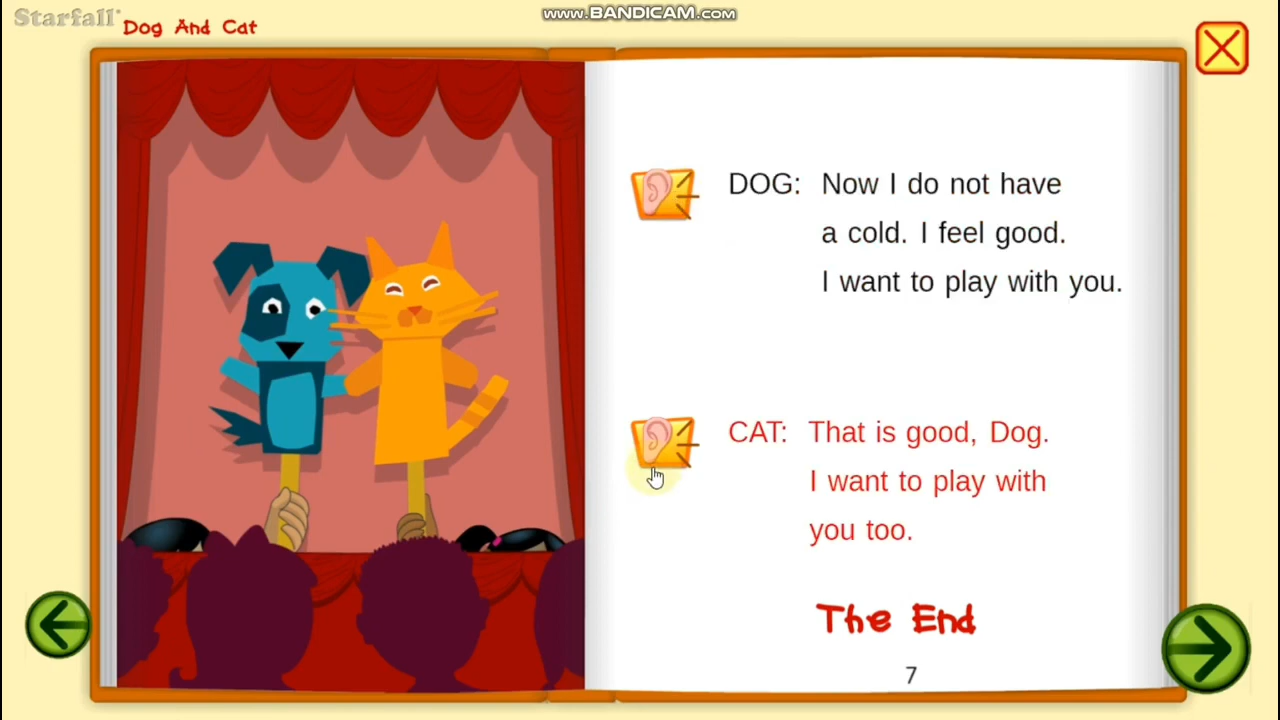 Starfall®
www.BANDICAM.com
Dog And Cat
DOG: Now I do not have
a cold. I feel good.
I want to play with you.
CAT: That is good, Dog.
I want to play with
you too.
The End
7